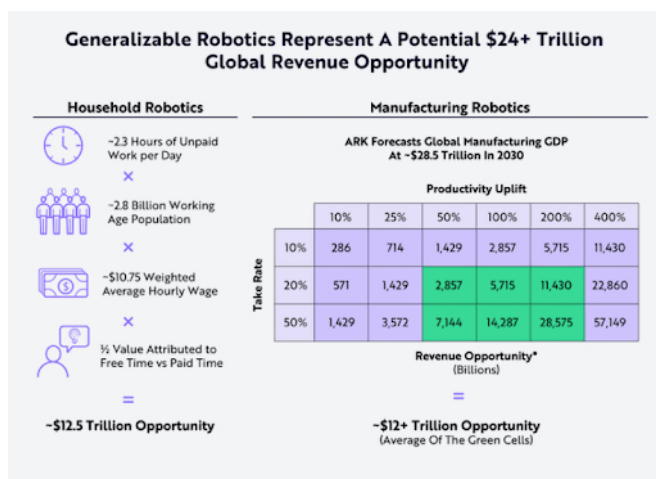 Generalizable Robotics Represent A Potential $24+ Trillion
Global Revenue Opportunity
Household Robotics
~2.3 Hours of Unpaid
Work per Day
×
~2.8 Billion Working
Age Population
×
~$10.75 Weighted
Average Hourly Wage
×
½ Value Attributed to
Free Time vs Paid Time
=
~$12.5 Trillion Opportunity
Manufacturing Robotics
ARK Forecasts Global Manufacturing GDP
At ~$28.5 Trillion In 2030
Productivity Uplift
10% 25% 50% 100% 200% 400%
Take Rate
10% 286 714 1,429 2,857 5,715 11,430
20% 571 1,429 2,857 5,715 11,430 22,860
50% 1,429 3,572 7,144 14,287 28,575 57,149
Revenue Opportunity*
(Billions)
=
~$12+ Trillion Opportunity
(Average Of The Green Cells)